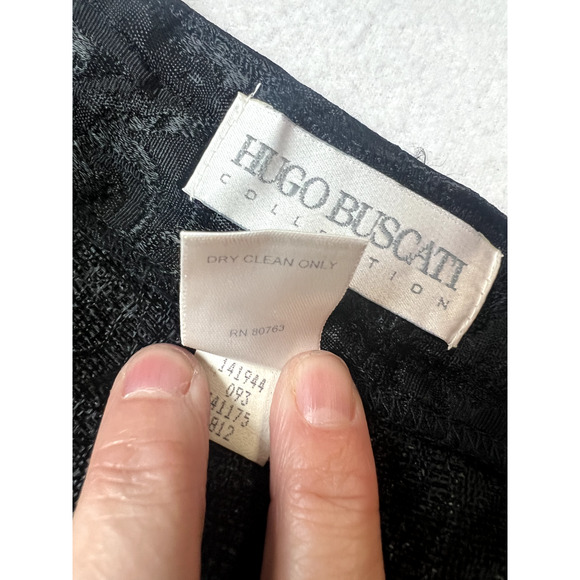 HUGO BUSCATI
COLLECTION
DRY CLEAN ONLY
RN 80763
141944
093
41175
812